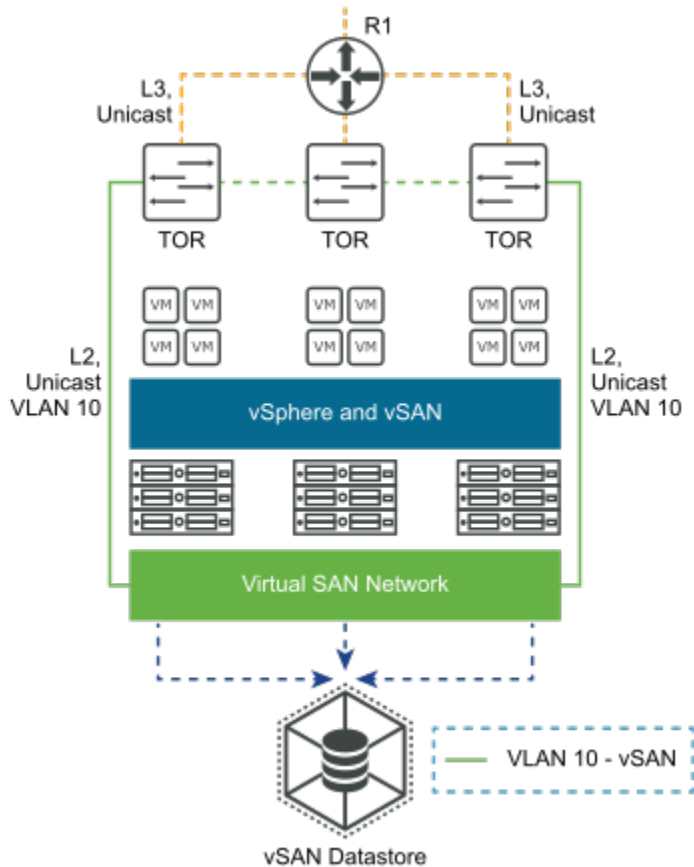 R1
L3,
Unicast
L3,
Unicast
TOR
TOR
TOR
VM VM
VM VM
VM VM
VM VM
VM VM
VM VM
L2,
Unicast
VLAN 10
L2,
Unicast
VLAN 10
vSphere and vSAN
Virtual SAN Network
VLAN 10 - vSAN
vSAN Datastore